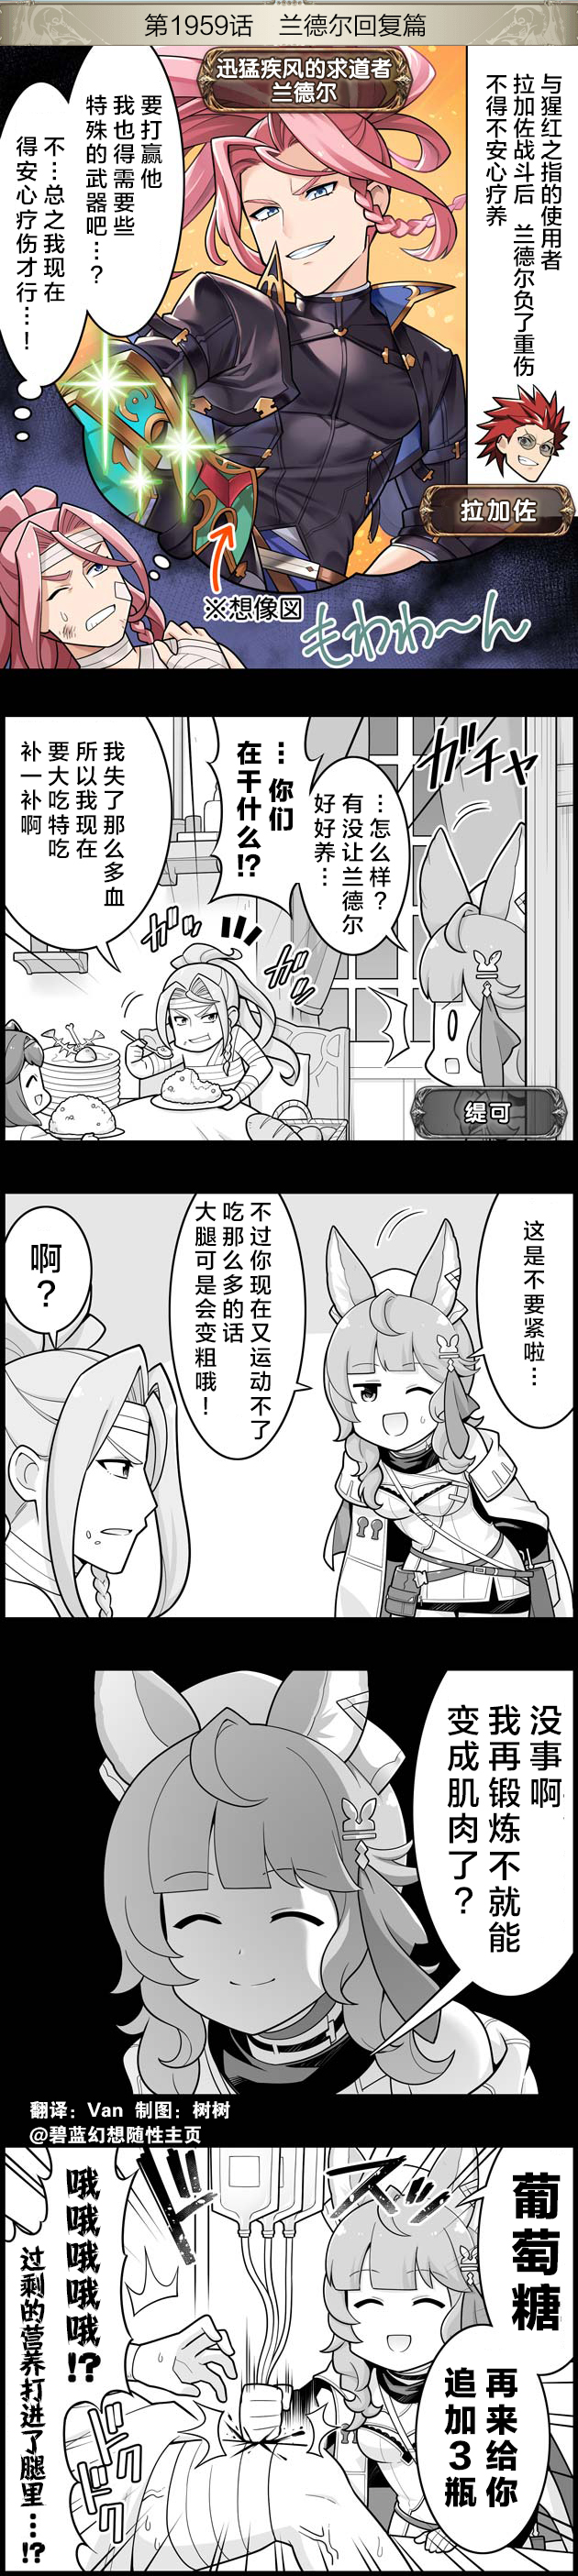 第1959话　兰德尔回复篇
与猩红之指的使用者
拉加佐战斗后　兰德尔负了重伤
不得不安心疗养
拉加佐
迅猛疾风的求道者
兰德尔
要打赢他
我也得需要些
特殊的武器吧…？
不…总之我现在
得安心疗伤才行…！
※想像図
もわわ〜ん
ガチャ
…怎么样？
有没让兰德尔
好好养…
…你们
在干什么!?
缇可
ガッ
ガッ
我失了那么多血
所以我现在
要大吃特吃
补一补啊
这是不要紧啦…
不过你现在又运动不了
吃那么多的话
大腿可是会变粗哦！
啊？
没事啊
我再锻炼不就能
变成肌肉了？
翻译：Van 制图：树树
@碧蓝幻想随性主页
葡萄糖
再来给你
追加3瓶
ドスッ
哦哦哦哦哦!?
过剩的营养打进了腿里…!?
ドクドク